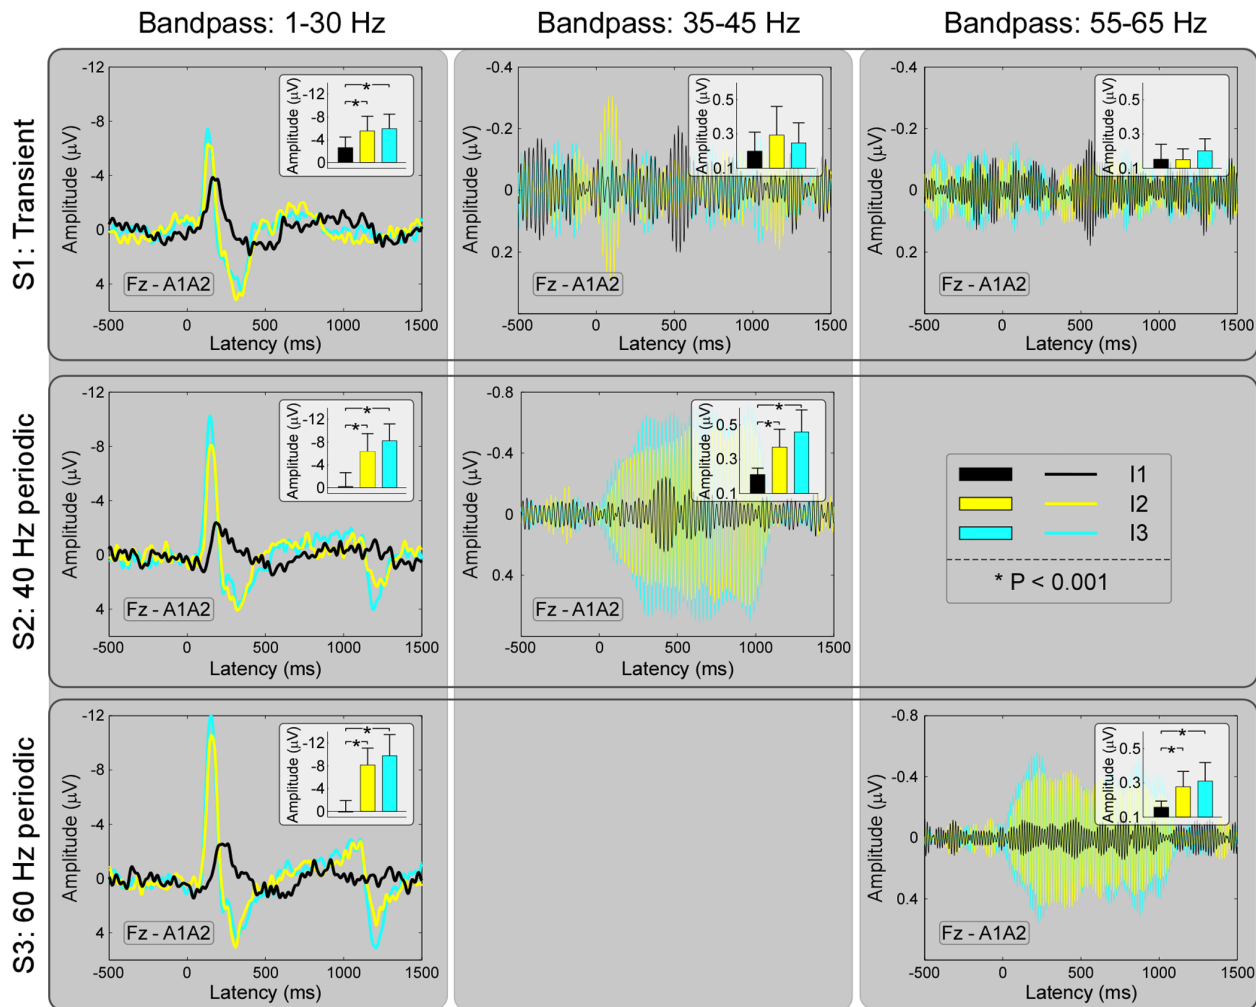 Bandpass: 1-30 Hz
Bandpass: 35-45 Hz
Bandpass: 55-65 Hz
S1: Transient
Amplitude (μV)
-12
-8
-4
0
4
-500 0 500 1000 1500
Latency (ms)
Fz - A1A2
Amplitude (μV)
-12
-8
-4
0
*
*
Amplitude (μV)
-0.4
-0.2
0
0.2
-500 0 500 1000 1500
Latency (ms)
Fz - A1A2
Amplitude (μV)
0.5
0.3
0.1
Amplitude (μV)
-0.4
-0.2
0
0.2
-500 0 500 1000 1500
Latency (ms)
Fz - A1A2
Amplitude (μV)
0.5
0.3
0.1
S2: 40 Hz periodic
Amplitude (μV)
-12
-8
-4
0
4
-500 0 500 1000 1500
Latency (ms)
Fz - A1A2
Amplitude (μV)
-12
-8
-4
0
*
*
Amplitude (μV)
-0.8
-0.4
0
0.4
-500 0 500 1000 1500
Latency (ms)
Fz - A1A2
Amplitude (μV)
0.5
0.3
0.1
*
*
I1
I2
I3
* P < 0.001
S3: 60 Hz periodic
Amplitude (μV)
-12
-8
-4
0
4
-500 0 500 1000 1500
Latency (ms)
Fz - A1A2
Amplitude (μV)
-12
-8
-4
0
*
*
Amplitude (μV)
-0.8
-0.4
0
0.4
-500 0 500 1000 1500
Latency (ms)
Fz - A1A2
Amplitude (μV)
0.5
0.3
0.1
*
*